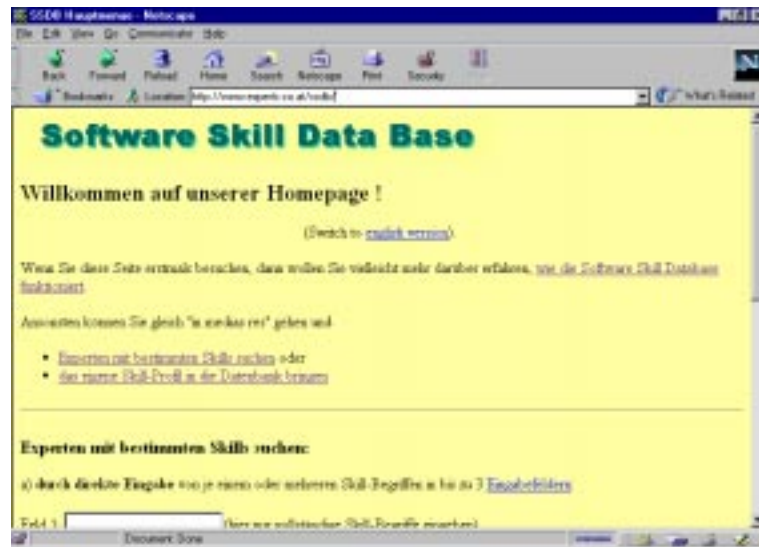 SSDB Hauptmenue - Netscape
File Edit View Go Communicator Help
Back Forward Reload Home Search Netscape Print Security
Bookmarks Location: What's Related
Software Skill Data Base
Willkommen auf unserer Homepage !
(Switch to english version).
Wenn Sie diese Seite erstmals besuchen, dann wollen Sie vielleicht mehr darüber erfahren, wie die Software Skill Database
funktioniert.
Ansonsten können Sie gleich "in medias res" gehen und
Experten mit bestimmten Skills suchen oder
das eigene Skill-Profil in die Datenbank bringen
Experten mit bestimmten Skills suchen:
a) durch direkte Eingabe von je einem oder mehreren Skill-Begriffen in bis zu 3 Eingabefeldern
Feld 1 (hier nur Skill-Begriffe eingeben)
Document: Done